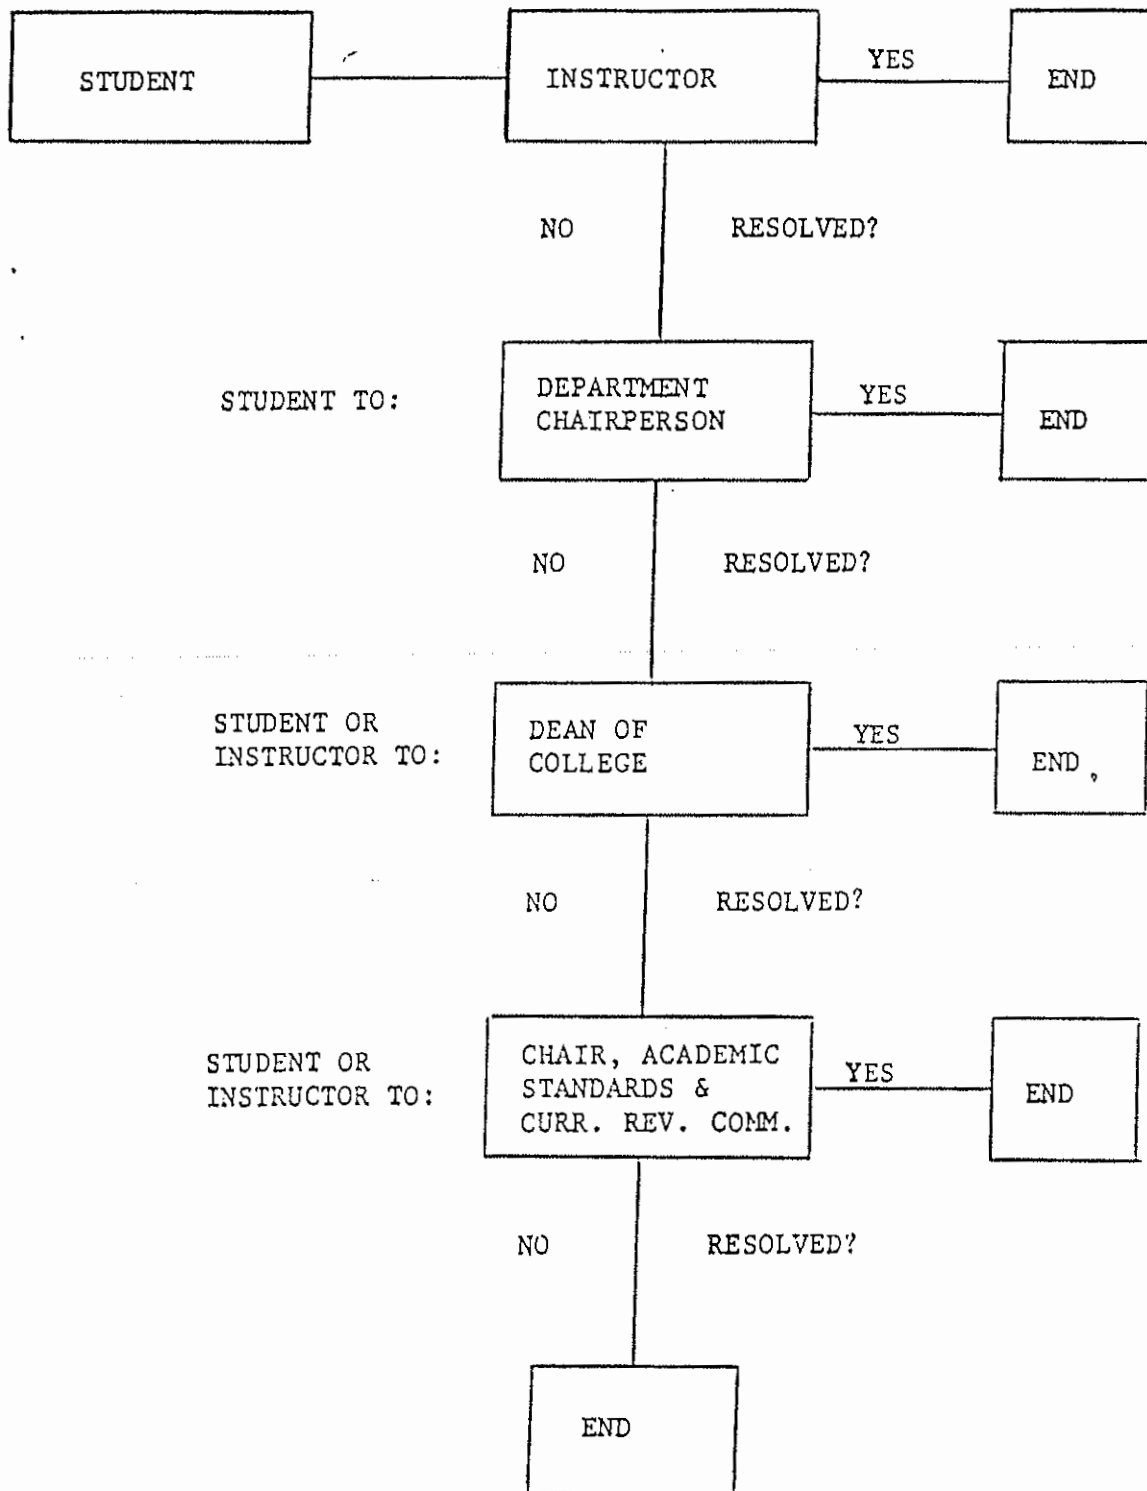 STUDENT
INSTRUCTOR
YES
END
NO
RESOLVED?
STUDENT TO:
DEPARTMENT
CHAIRPERSON
YES
END
NO
RESOLVED?
STUDENT OR
INSTRUCTOR TO:
DEAN OF
COLLEGE
YES
END
NO
RESOLVED?
STUDENT OR
INSTRUCTOR TO:
CHAIR, ACADEMIC
STANDARDS &
CURR. REV. COMM.
YES
END
NO
RESOLVED?
END